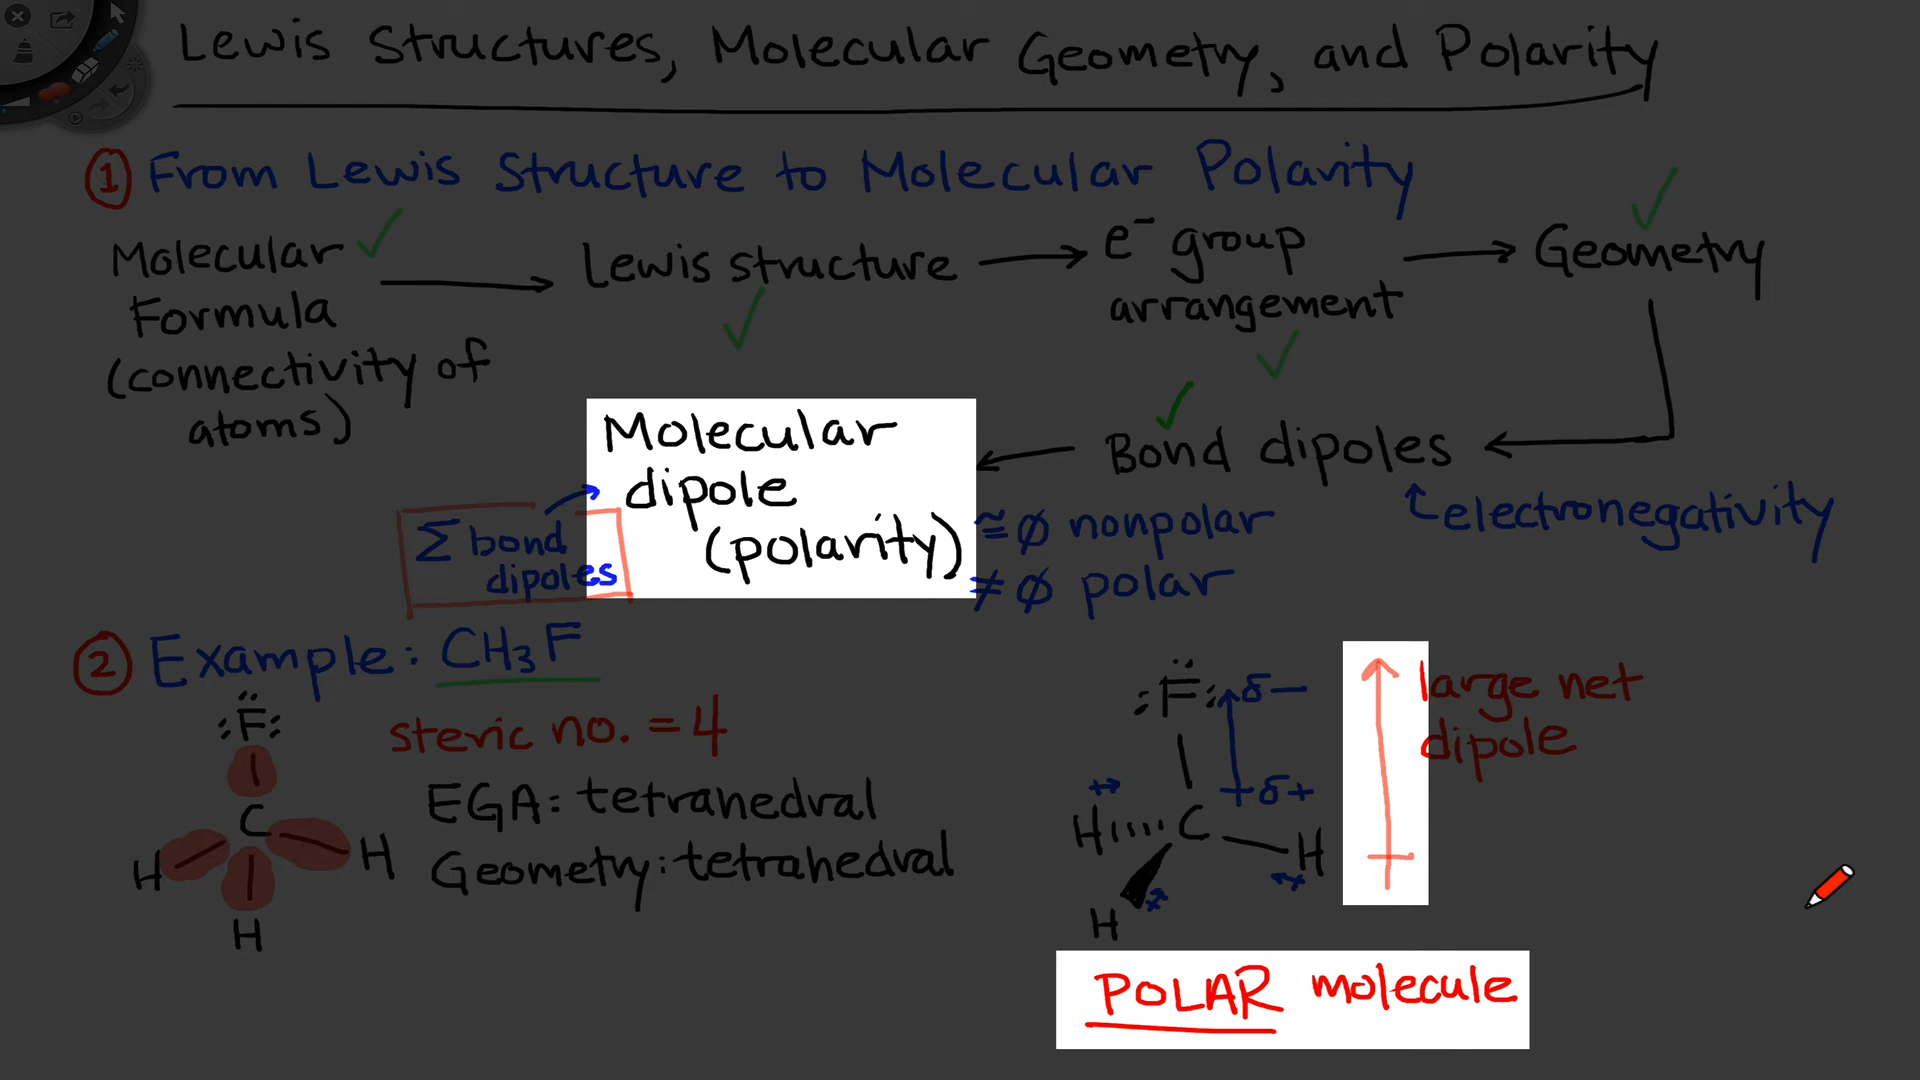 Lewis Structures, Molecular Geometry, and Polarity
① From Lewis Structure to Molecular Polarity
Molecular
Formula
(connectivity of
atoms)
Lewis structure
e⁻ group
arrangement
Geometry
Bond dipoles
electronegativity
Molecular
dipole
(polarity)
Σ bond
dipoles
≅ ∅ nonpolar
≠ ∅ polar
② Example: CH₃F
:F:
C
H
H
H
steric no. = 4
EGA: tetrahedral
Geometry: tetrahedral
:F: δ−
δ+
H C
H
H
large net
dipole
POLAR molecule